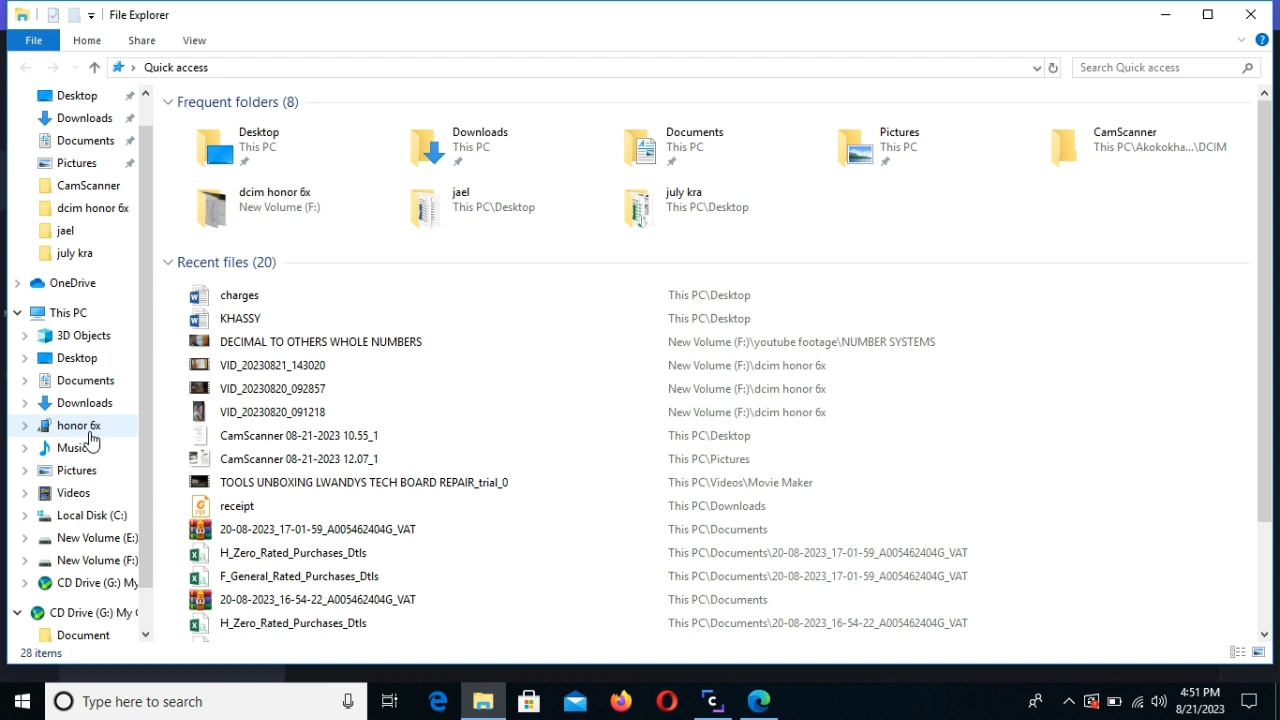 File Explorer
File Home Share View
Quick access
Search Quick access
Desktop
Downloads
Documents
Pictures
CamScanner
dcim honor 6x
jael
july kra
OneDrive
This PC
3D Objects
Desktop
Documents
Downloads
honor 6x
Music
Pictures
Videos
Local Disk (C:)
New Volume (E:)
New Volume (F:)
CD Drive (G:) My
CD Drive (G:) My
Document
Frequent folders (8)
Desktop
This PC
Downloads
This PC
Documents
This PC
Pictures
This PC
CamScanner
This PC\Akokokha...\DCIM
dcim honor 6x
New Volume (F:)
jael
This PC\Desktop
july kra
This PC\Desktop
Recent files (20)
charges This PC\Desktop
KHASSY This PC\Desktop
DECIMAL TO OTHERS WHOLE NUMBERS New Volume (F:)\youtube footage\NUMBER SYSTEMS
VID_20230821_143020 New Volume (F:)\dcim honor 6x
VID_20230820_092857 New Volume (F:)\dcim honor 6x
VID_20230820_091218 New Volume (F:)\dcim honor 6x
CamScanner 08-21-2023 10.55_1 This PC\Desktop
CamScanner 08-21-2023 12.07_1 This PC\Pictures
TOOLS UNBOXING LWANDYS TECH BOARD REPAIR_trial_0 This PC\Videos\Movie Maker
receipt This PC\Downloads
20-08-2023_17-01-59_A005462404G_VAT This PC\Documents
H_Zero_Rated_Purchases_Dtls This PC\Documents\20-08-2023_17-01-59_A005462404G_VAT
F_General_Rated_Purchases_Dtls This PC\Documents\20-08-2023_17-01-59_A005462404G_VAT
20-08-2023_16-54-22_A005462404G_VAT This PC\Documents
H_Zero_Rated_Purchases_Dtls This PC\Documents\20-08-2023_16-54-22_A005462404G_VAT
28 items
Type here to search
4:51 PM
8/21/2023